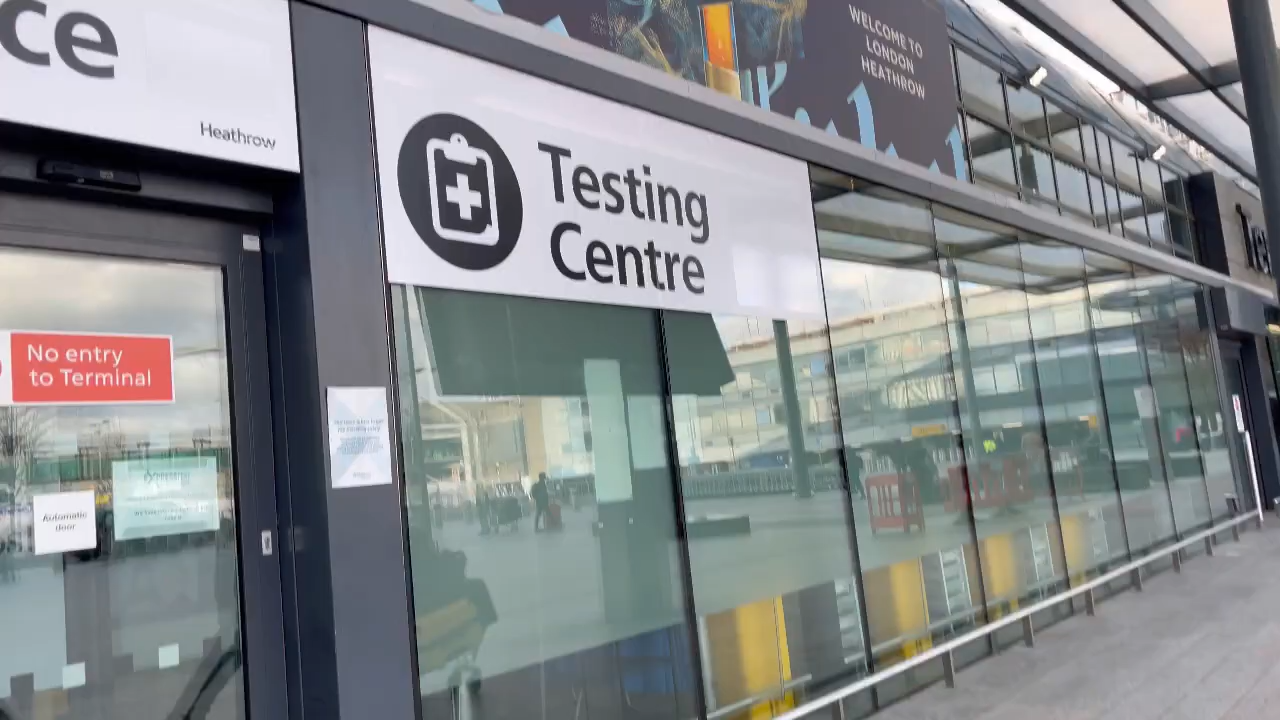 ce
Heathrow
Testing
Centre
WELCOME TO
LONDON
HEATHROW
No entry
to Terminal
Automatic
door